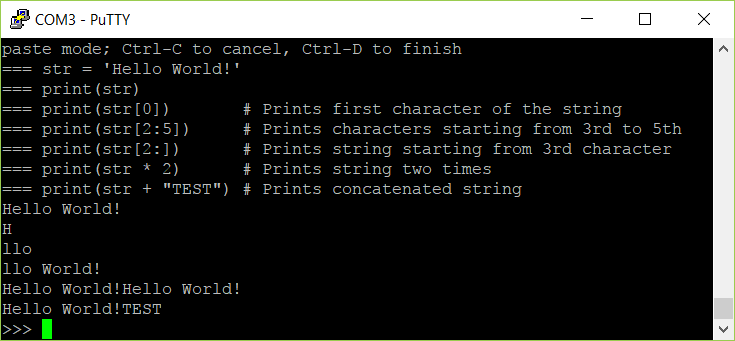 COM3 - PuTTY
paste mode; Ctrl-C to cancel, Ctrl-D to finish
=== str = 'Hello World!'
=== print(str)
=== print(str[0])       # Prints first character of the string
=== print(str[2:5])     # Prints characters starting from 3rd to 5th
=== print(str[2:])      # Prints string starting from 3rd character
=== print(str * 2)      # Prints string two times
=== print(str + "TEST") # Prints concatenated string
Hello World!
H
llo
llo World!
Hello World!Hello World!
Hello World!TEST
>>>